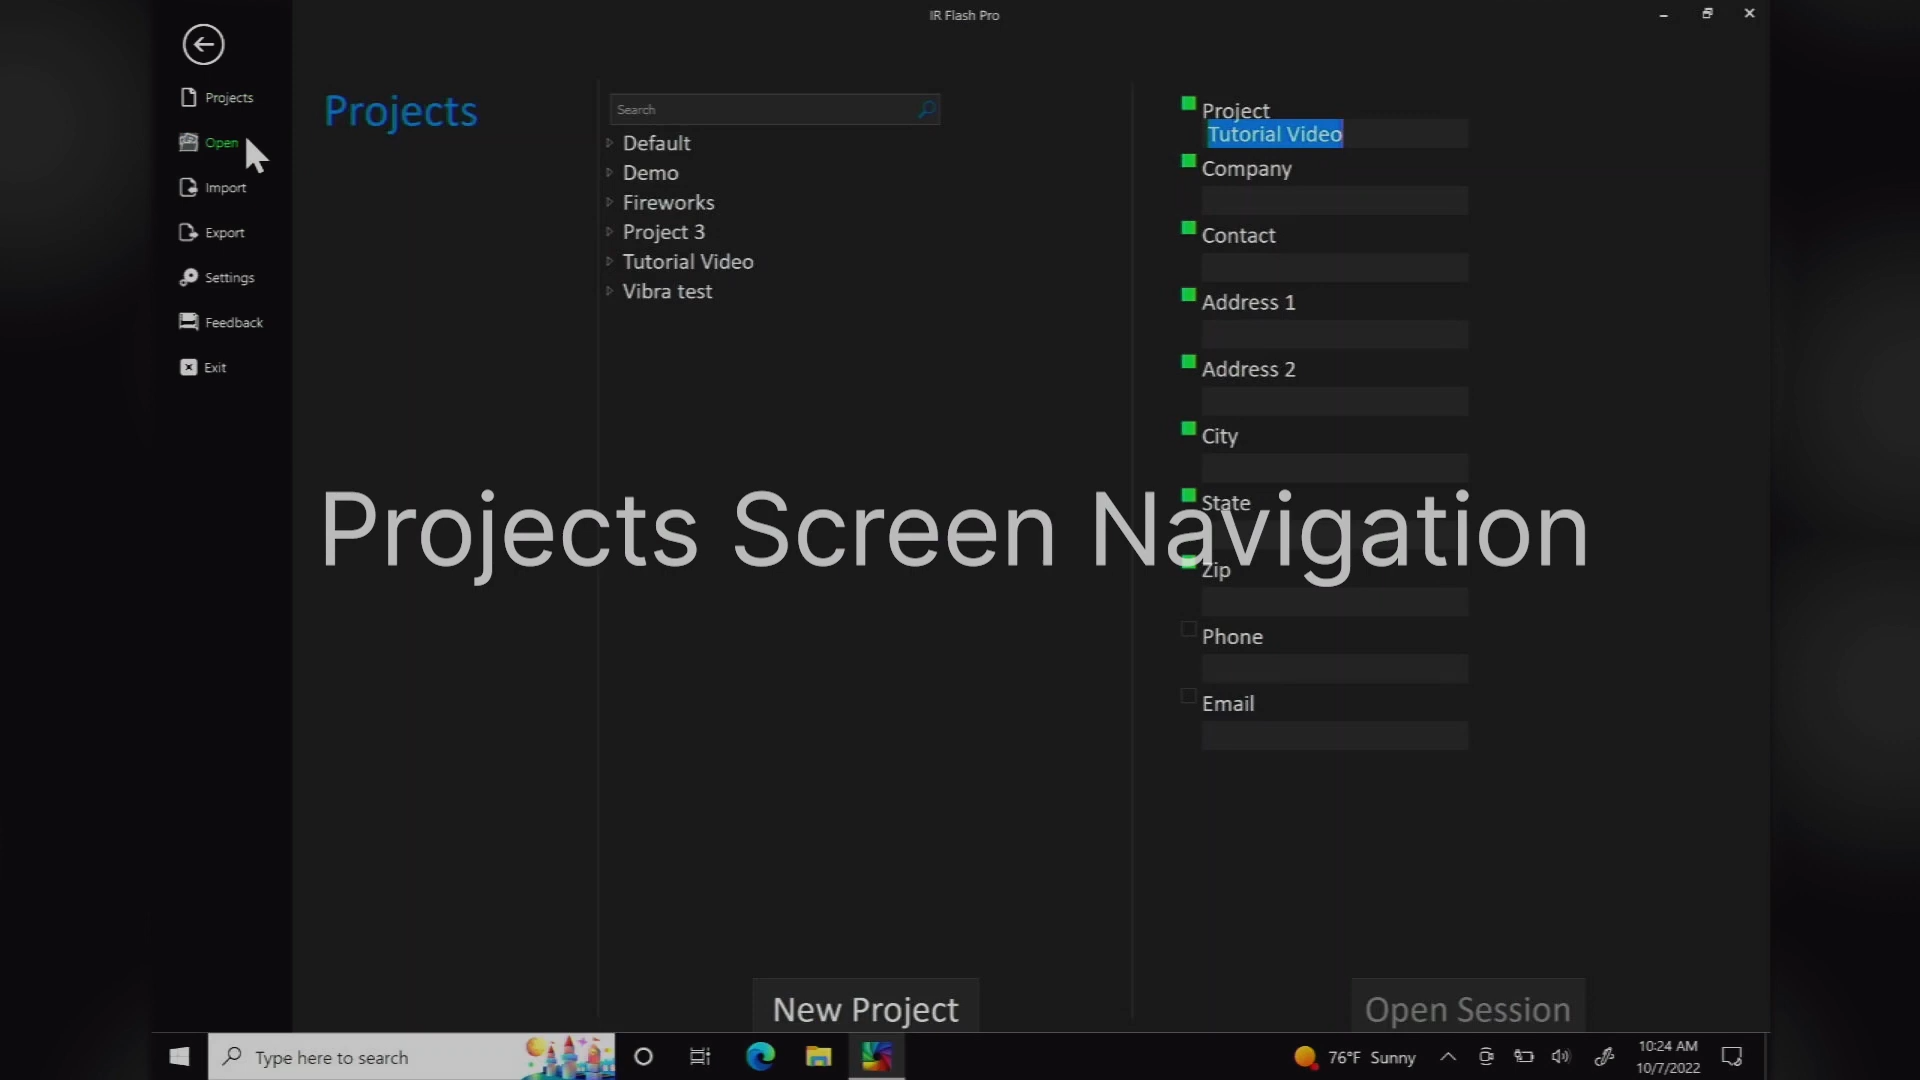 IR Flash Pro
Projects
Open
Import
Export
Settings
Feedback
Exit
Projects
Search
Default
Demo
Fireworks
Project 3
Tutorial Video
Vibra test
New Project
Project
Tutorial Video
Company
Contact
Address 1
Address 2
City
State
Zip
Phone
Email
Open Session
Projects Screen Navigation
Type here to search
76°F Sunny
10:24 AM
10/7/2022